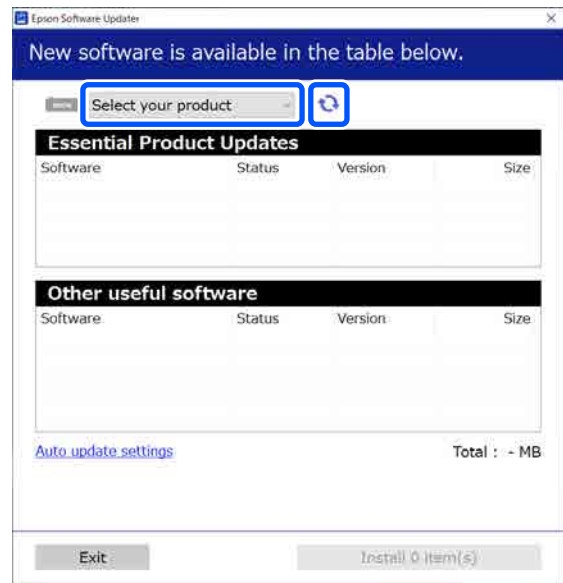 Epson Software Updater
New software is available in the table below.
Select your product
Essential Product Updates
Software Status Version Size
Other useful software
Software Status Version Size
Auto update settings Total : - MB
Exit Install 0 item(s)